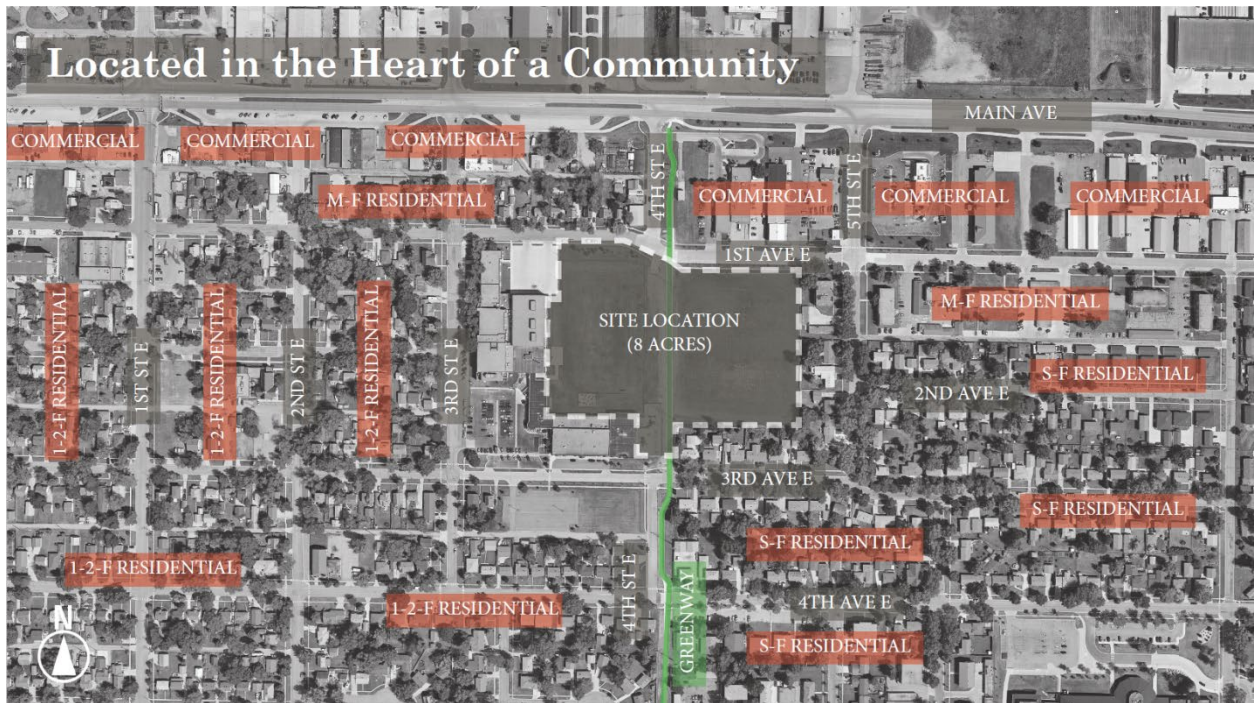 Located in the Heart of a Community
MAIN AVE
COMMERCIAL
COMMERCIAL
COMMERCIAL
4TH ST E
COMMERCIAL
5TH ST E
COMMERCIAL
COMMERCIAL
M-F RESIDENTIAL
1ST AVE E
M-F RESIDENTIAL
1-2-F RESIDENTIAL
1ST ST E
1-2-F RESIDENTIAL
2ND ST E
1-2-F RESIDENTIAL
3RD ST E
SITE LOCATION
(8 ACRES)
S-F RESIDENTIAL
2ND AVE E
3RD AVE E
S-F RESIDENTIAL
S-F RESIDENTIAL
1-2-F RESIDENTIAL
1-2-F RESIDENTIAL
4TH ST E
GREENWAY
4TH AVE E
S-F RESIDENTIAL
N